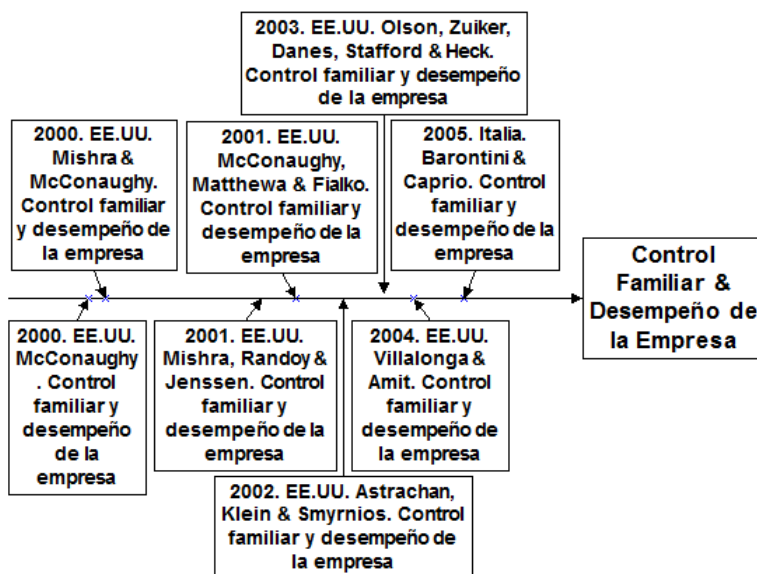 2003. EE.UU. Olson, Zuiker,
Danes, Stafford & Heck.
Control familiar y desempeño
de la empresa
2000. EE.UU.
Mishra &
McConaughy.
Control familiar
y desempeño de
la empresa
2001. EE.UU.
McConaughy,
Matthewa & Fialko.
Control familiar y
desempeño de la
empresa
2005. Italia.
Barontini &
Caprio. Control
familiar y
desempeño de la
empresa
Control
Familiar &
Desempeño de
la Empresa
2000. EE.UU.
McConaughy
. Control
familiar y
desempeño
de la
empresa
2001. EE.UU.
Mishra, Randoy &
Jenssen. Control
familiar y
desempeño de la
empresa
2004. EE.UU.
Villalonga &
Amit. Control
familiar y
desempeño de la
empresa
2002. EE.UU. Astrachan,
Klein & Smyrnios. Control
familiar y desempeño de
la empresa